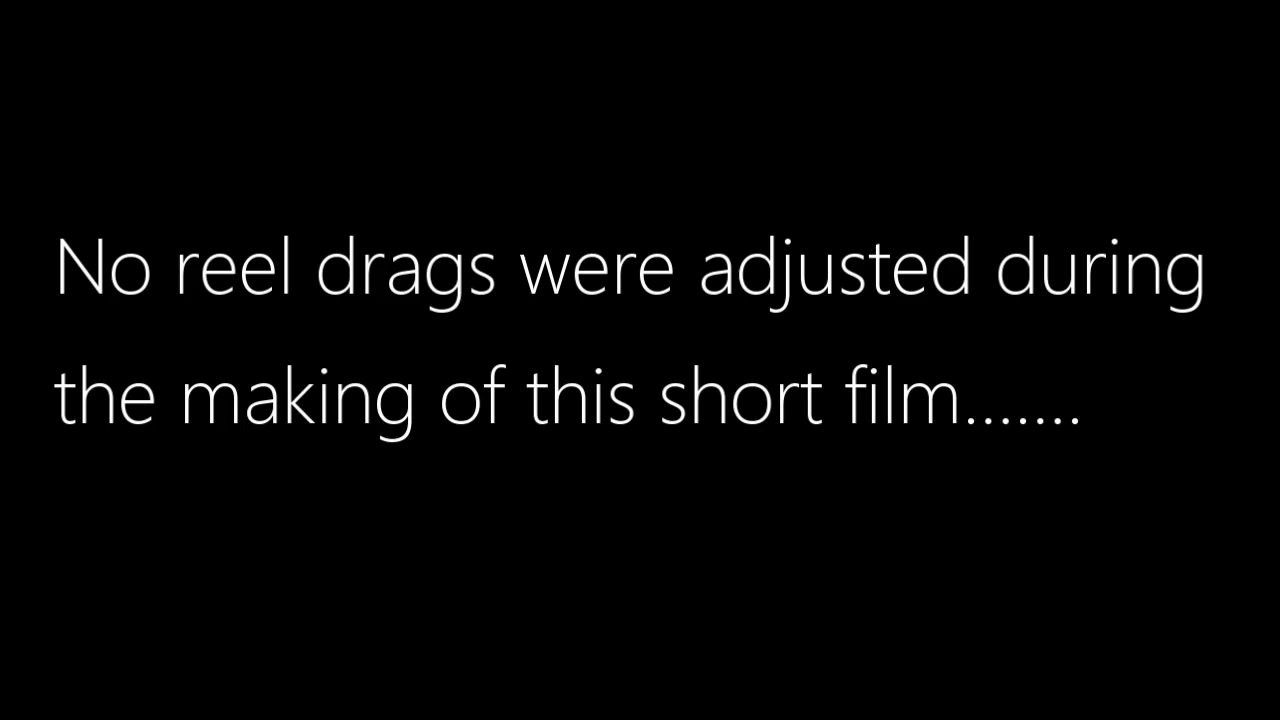 No reel drags were adjusted during
the making of this short film.......